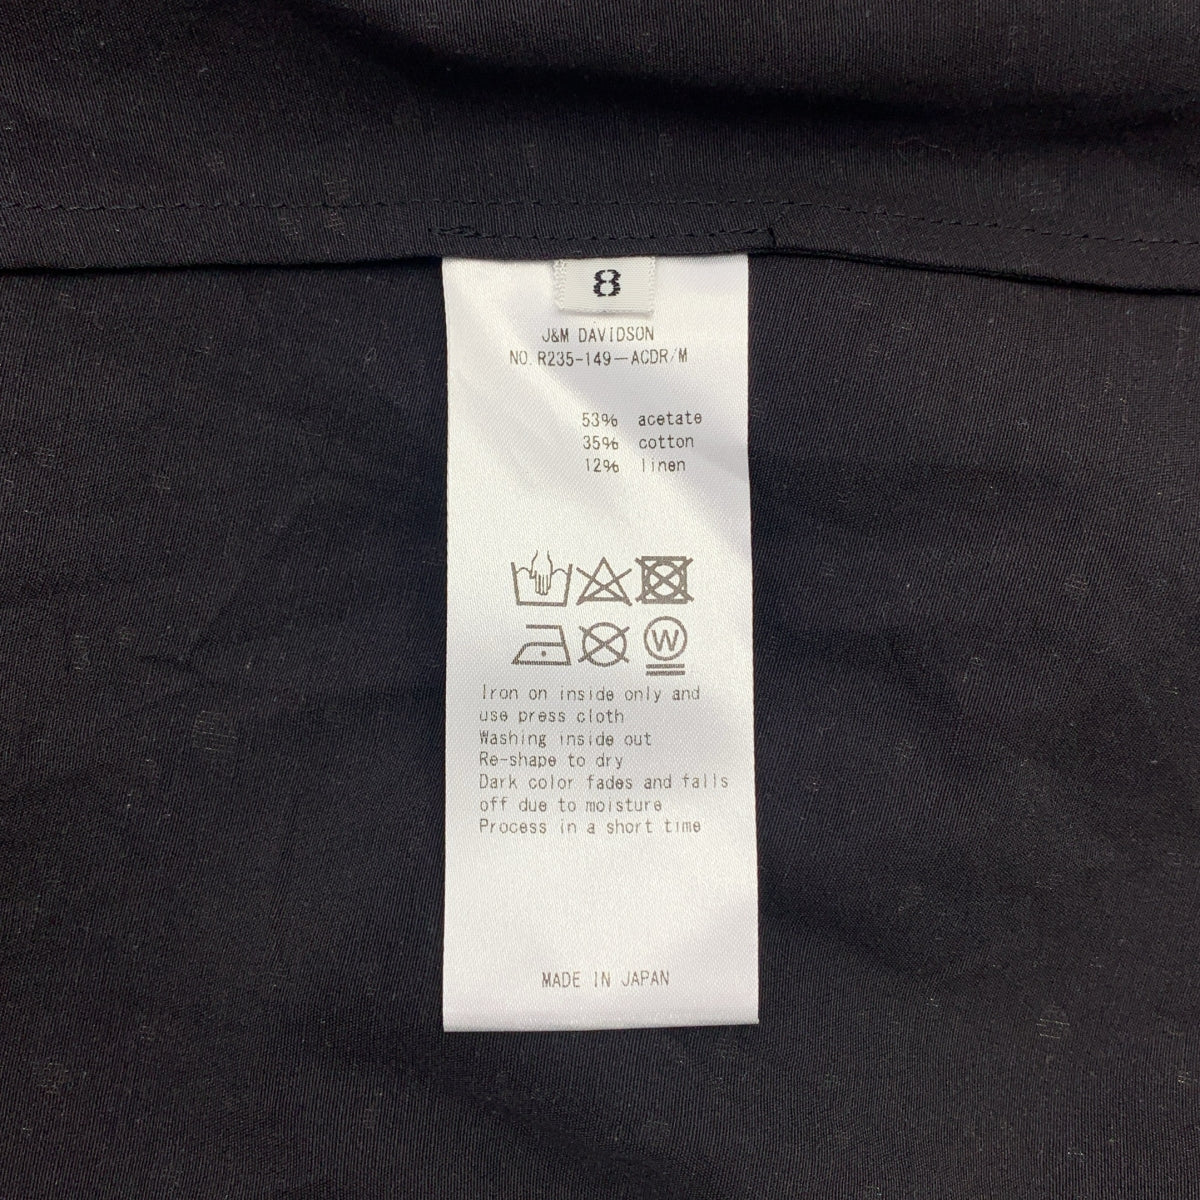 8
J&M DAVIDSON
NO.R235-149-ACDR/M
53% acetate
35% cotton
12% linen
W
Iron on inside only and
use press cloth
Washing inside out
Re-shape to dry
Dark color fades and falls
off due to moisture
Process in a short time
MADE IN JAPAN